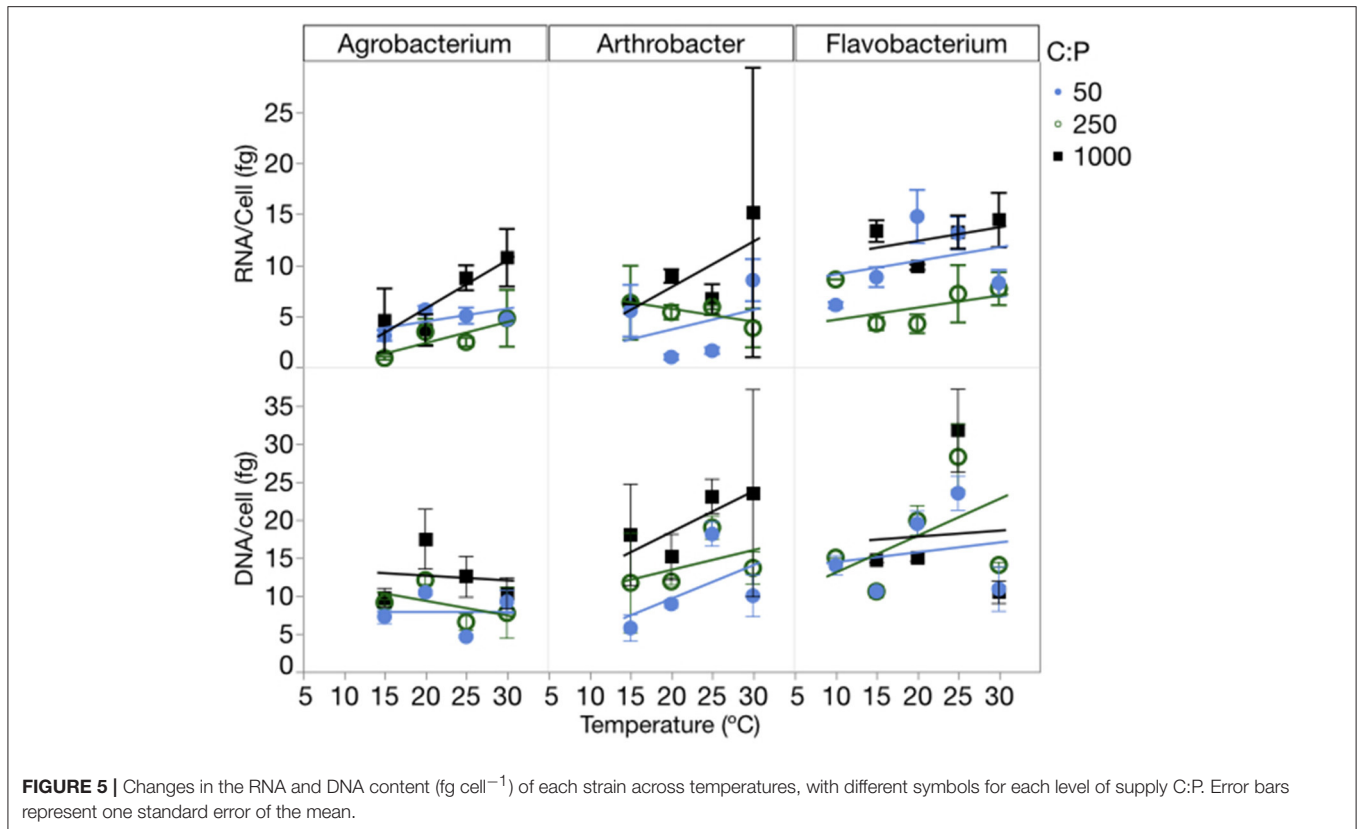 Agrobacterium Arthrobacter Flavobacterium
C:P
50
250
1000
RNA/Cell (fg)
25
20
15
10
5
0
DNA/cell (fg)
35
30
25
20
15
10
5
0
5 10 15 20 25 30 5 10 15 20 25 30 5 10 15 20 25 30
Temperature (°C)
FIGURE 5 | Changes in the RNA and DNA content (fg cell⁻¹) of each strain across temperatures, with different symbols for each level of supply C:P. Error bars
represent one standard error of the mean.